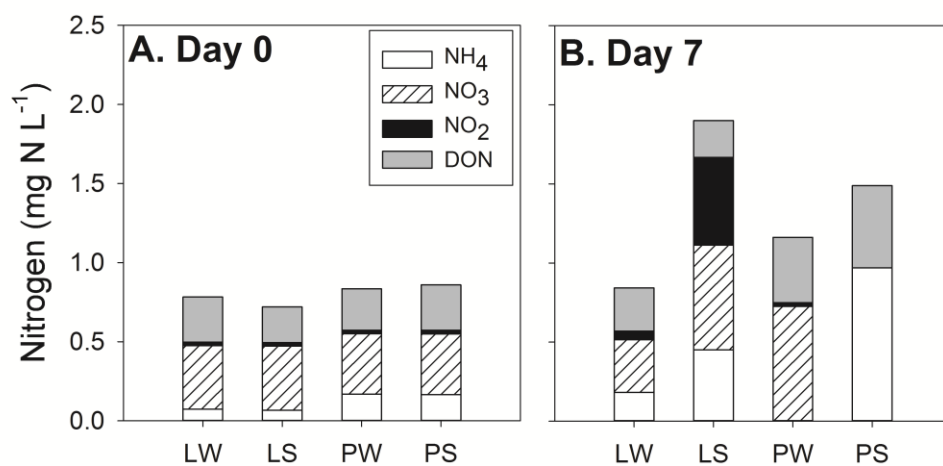 A. Day 0
B. Day 7
NH4
NO3
NO2
DON
Nitrogen (mg N L-1)
2.5
2.0
1.5
1.0
0.5
0.0
LW LS PW PS
LW LS PW PS